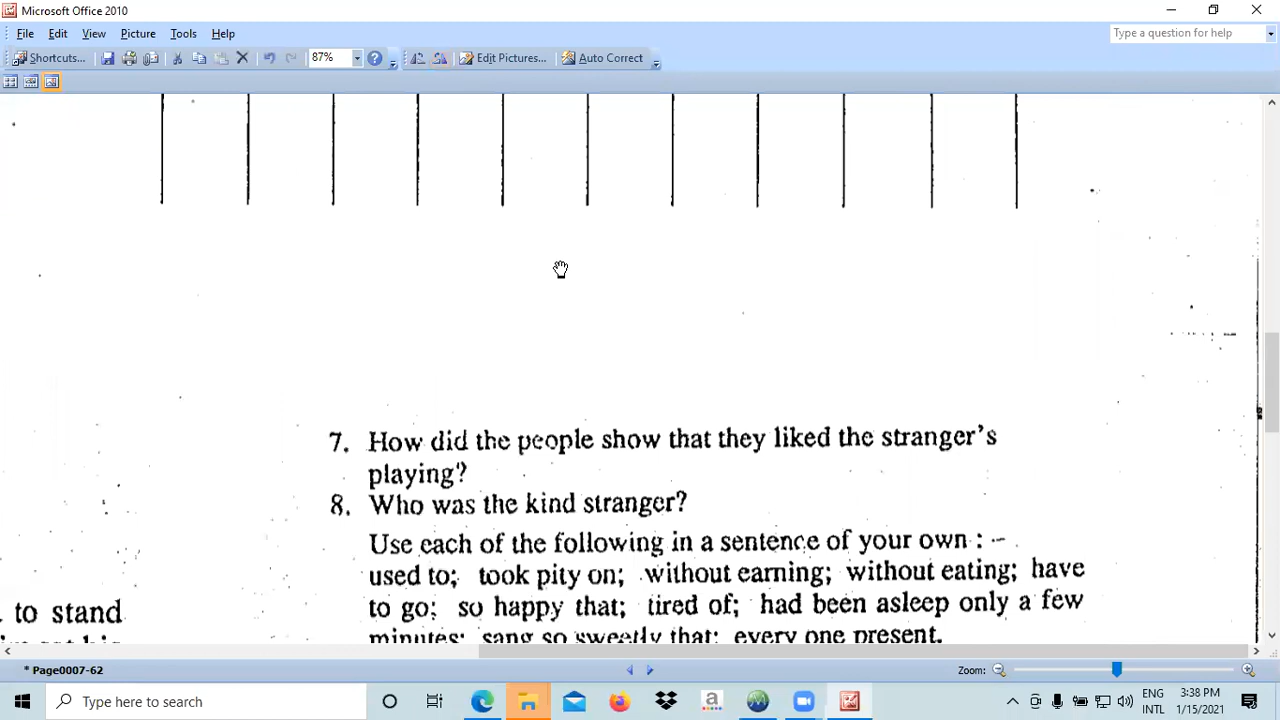 Microsoft Office 2010
File Edit View Picture Tools Help
Type a question for help
Shortcuts... 87% Edit Pictures... Auto Correct
7. How did the people show that they liked the stranger's
playing?
8. Who was the kind stranger?
Use each of the following in a sentence of your own : –
used to; took pity on; without earning; without eating; have
to go; so happy that; tired of; had been asleep only a few
to stand
minutes; sang so sweetly that; every one present.
* Page0007-62
Zoom:
Type here to search
a
ENG
INTL
3:38 PM
1/15/2021